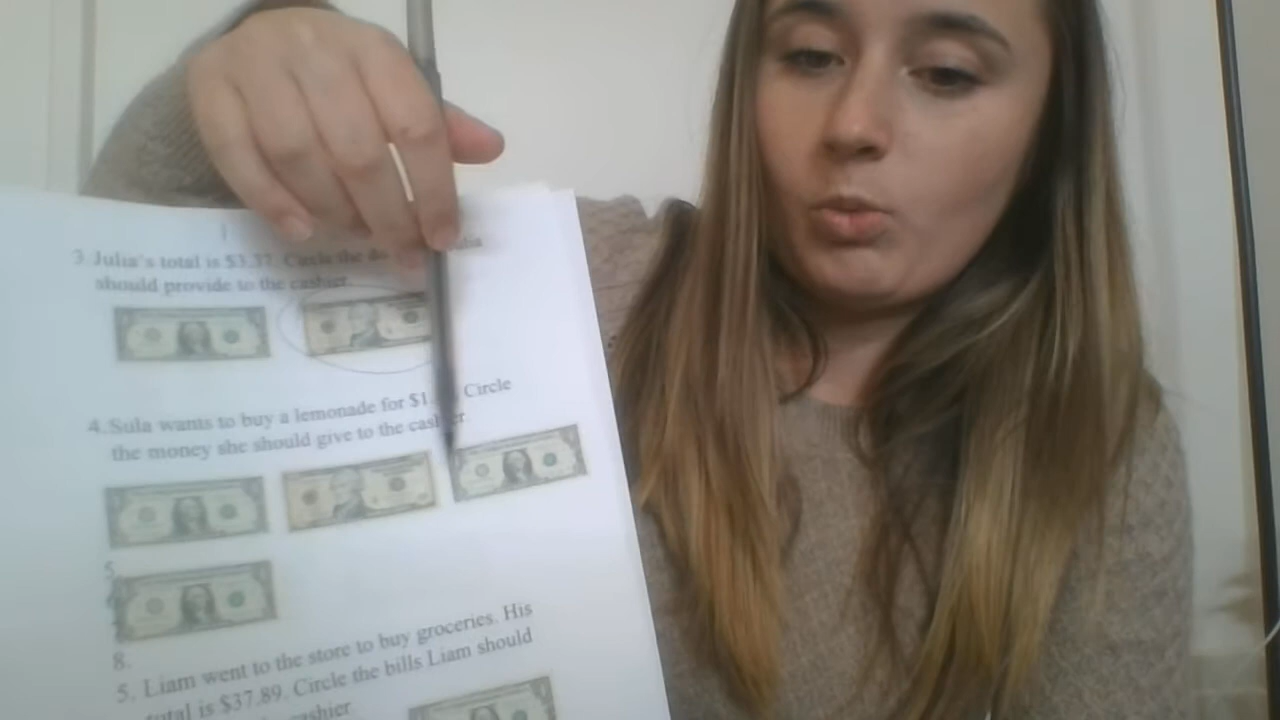 3. Julia's total is $3.37. Circle the
should provide to the cashier.
4. Sula wants to buy a lemonade for $1. Circle
the money she should give to the cashier.
5.
8.
5. Liam went to the store to buy groceries. His
total is $37.89. Circle the bills Liam should
cashier